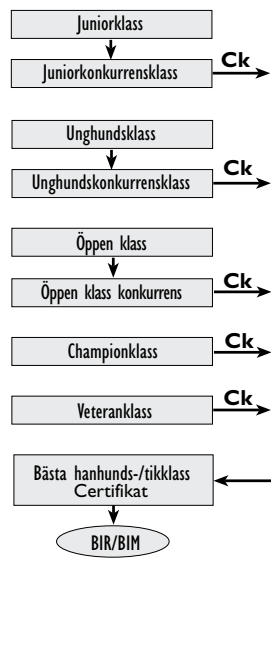 Juniorklass
Juniorkonkurrensklass
Ck
Unghundsklass
Unghundskonkurrensklass
Ck
Öppen klass
Öppen klass konkurrens
Ck
Championklass
Ck
Veteranklass
Ck
Bästa hanhunds-/tikklass
Certifikat
BIR/BIM